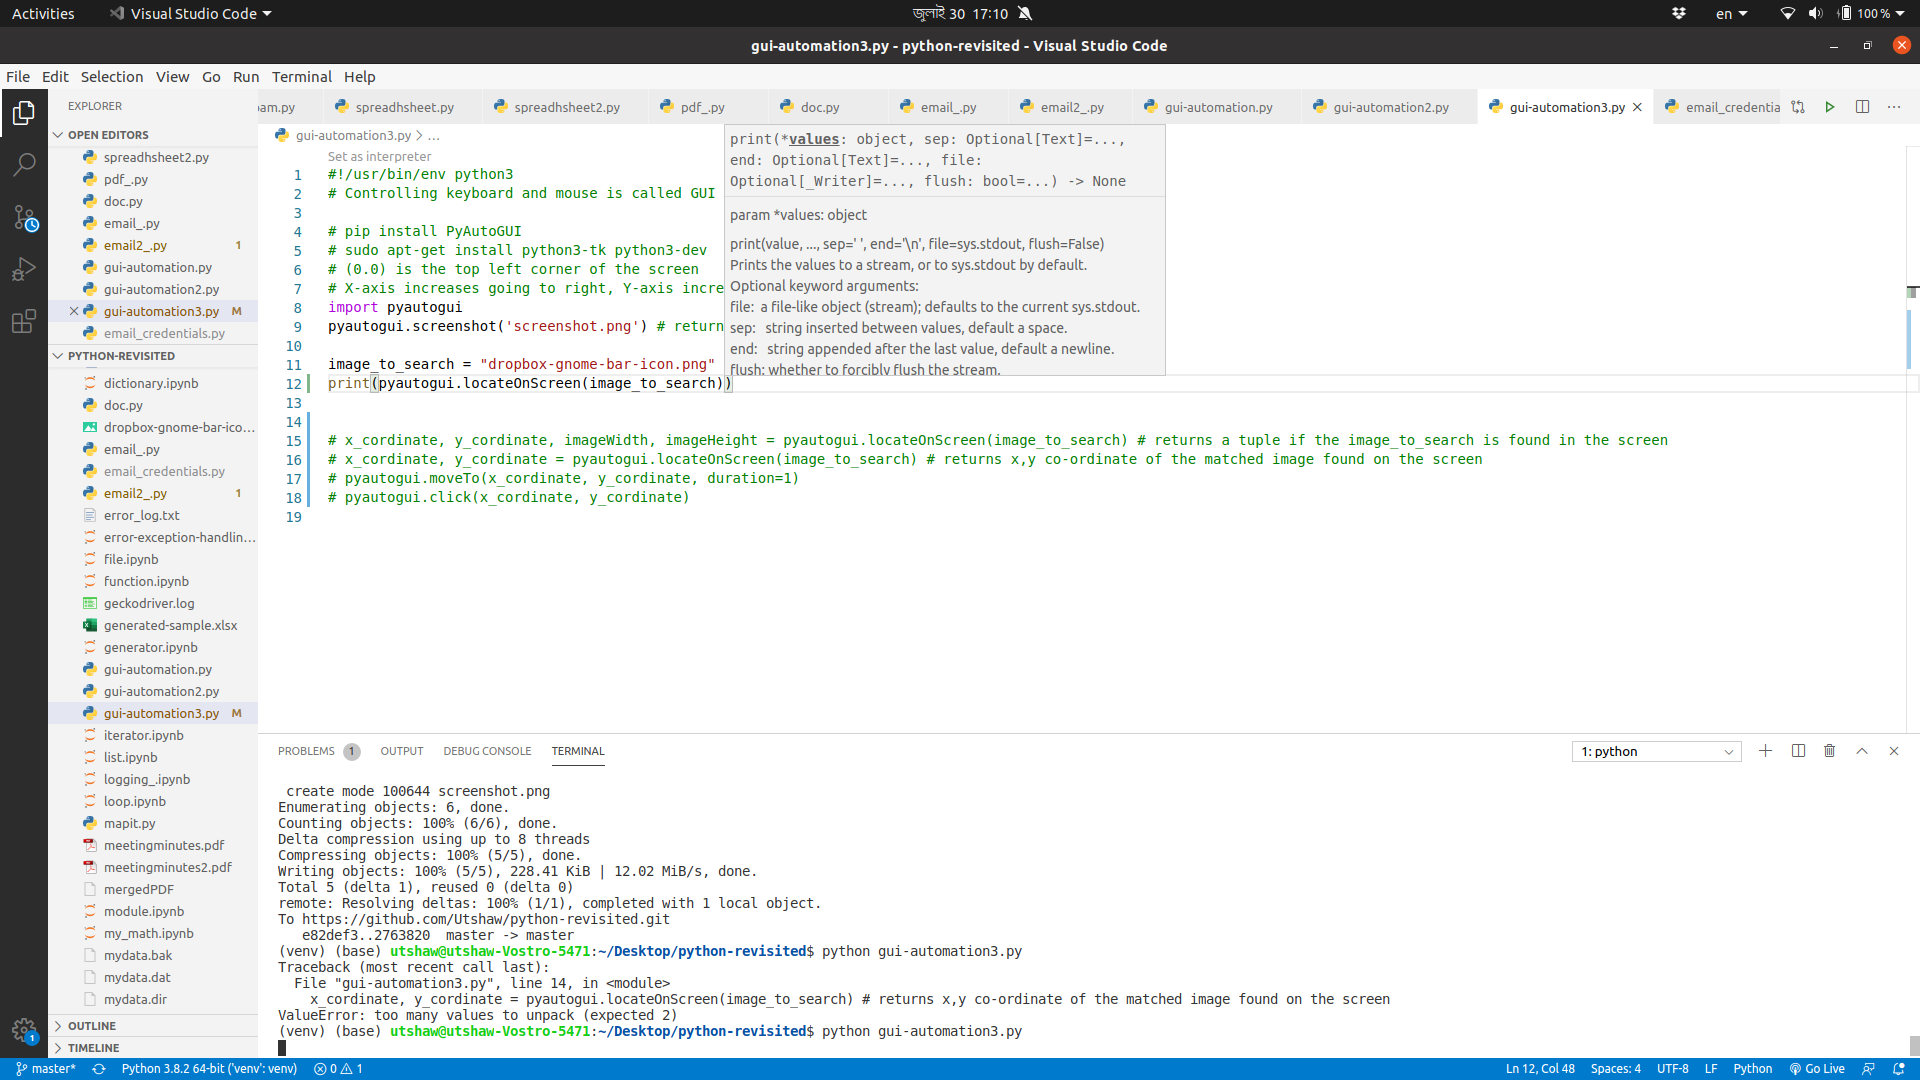 Activities
Visual Studio Code
জুলাই 30 17:10
en
100 %
gui-automation3.py - python-revisited - Visual Studio Code
File Edit Selection View Go Run Terminal Help
EXPLORER
OPEN EDITORS
spreadhsheet2.py
pdf_.py
doc.py
email_.py
email2_.py 1
gui-automation.py
gui-automation2.py
gui-automation3.py M
email_credentials.py
PYTHON-REVISITED
dictionary.ipynb
doc.py
dropbox-gnome-bar-ico...
email_.py
email_credentials.py
email2_.py 1
error_log.txt
error-exception-handlin...
file.ipynb
function.ipynb
geckodriver.log
generated-sample.xlsx
generator.ipynb
gui-automation.py
gui-automation2.py
gui-automation3.py M
iterator.ipynb
list.ipynb
logging_.ipynb
loop.ipynb
mapit.py
meetingminutes.pdf
meetingminutes2.pdf
mergedPDF
module.ipynb
my_math.ipynb
mydata.bak
mydata.dat
mydata.dir
OUTLINE
TIMELINE
am.py spreadhsheet.py spreadhsheet2.py pdf_.py doc.py email_.py email2_.py gui-automation.py gui-automation2.py gui-automation3.py email_credentia
gui-automation3.py > ...
Set as interpreter
1 #!/usr/bin/env python3
2 # Controlling keyboard and mouse is called GUI
3
4 # pip install PyAutoGUI
5 # sudo apt-get install python3-tk python3-dev
6 # (0.0) is the top left corner of the screen
7 # X-axis increases going to right, Y-axis incre
8 import pyautogui
9 pyautogui.screenshot('screenshot.png') # return
10
11 image_to_search = "dropbox-gnome-bar-icon.png"
12 print(pyautogui.locateOnScreen(image_to_search))
13
14
15 # x_cordinate, y_cordinate, imageWidth, imageHeight = pyautogui.locateOnScreen(image_to_search) # returns a tuple if the image_to_search is found in the screen
16 # x_cordinate, y_cordinate = pyautogui.locateOnScreen(image_to_search) # returns x,y co-ordinate of the matched image found on the screen
17 # pyautogui.moveTo(x_cordinate, y_cordinate, duration=1)
18 # pyautogui.click(x_cordinate, y_cordinate)
19
print(*values: object, sep: Optional[Text]=...,
end: Optional[Text]=..., file:
Optional[_Writer]=..., flush: bool=...) -> None
param *values: object
print(value, ..., sep=' ', end='\n', file=sys.stdout, flush=False)
Prints the values to a stream, or to sys.stdout by default.
Optional keyword arguments:
file: a file-like object (stream); defaults to the current sys.stdout.
sep: string inserted between values, default a space.
end: string appended after the last value, default a newline.
flush: whether to forcibly flush the stream.
PROBLEMS 1 OUTPUT DEBUG CONSOLE TERMINAL
1: python
create mode 100644 screenshot.png
Enumerating objects: 6, done.
Counting objects: 100% (6/6), done.
Delta compression using up to 8 threads
Compressing objects: 100% (5/5), done.
Writing objects: 100% (5/5), 228.41 KiB | 12.02 MiB/s, done.
Total 5 (delta 1), reused 0 (delta 0)
remote: Resolving deltas: 100% (1/1), completed with 1 local object.
To https://github.com/Utshaw/python-revisited.git
e82def3..2763820 master -> master
(venv) (base) utshaw@utshaw-Vostro-5471:~/Desktop/python-revisited$ python gui-automation3.py
Traceback (most recent call last):
File "gui-automation3.py", line 14, in <module>
x_cordinate, y_cordinate = pyautogui.locateOnScreen(image_to_search) # returns x,y co-ordinate of the matched image found on the screen
ValueError: too many values to unpack (expected 2)
(venv) (base) utshaw@utshaw-Vostro-5471:~/Desktop/python-revisited$ python gui-automation3.py
1
master* Python 3.8.2 64-bit ('venv': venv) 0 1
Ln 12, Col 48 Spaces: 4 UTF-8 LF Python Go Live